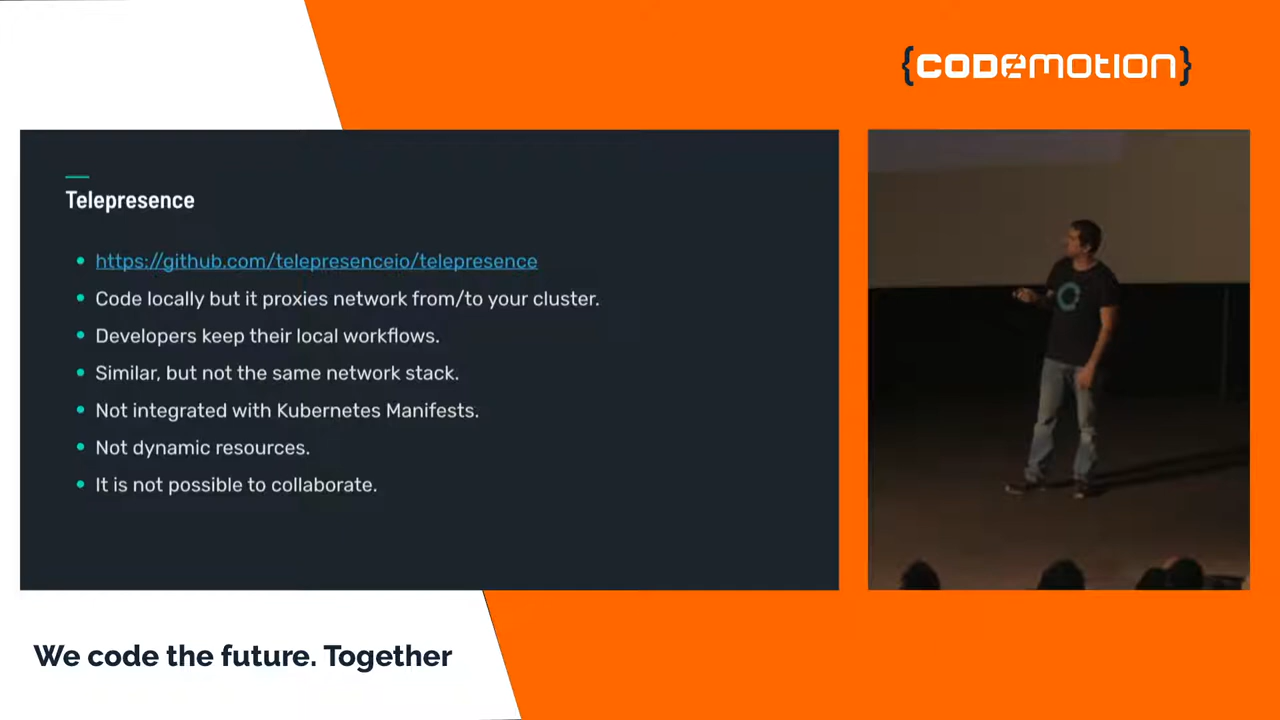 {CODEMOTION}
Telepresence
https://github.com/telepresenceio/telepresence
Code locally but it proxies network from/to your cluster.
Developers keep their local workflows.
Similar, but not the same network stack.
Not integrated with Kubernetes Manifests.
Not dynamic resources.
It is not possible to collaborate.
We code the future. Together